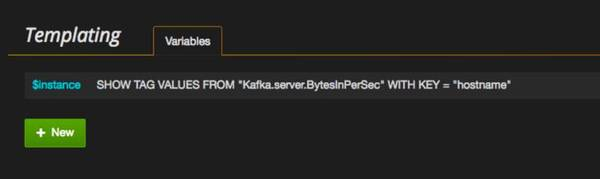 Templating
Variables
$instance SHOW TAG VALUES FROM "Kafka.server.BytesInPerSec" WITH KEY = "hostname"
+ New